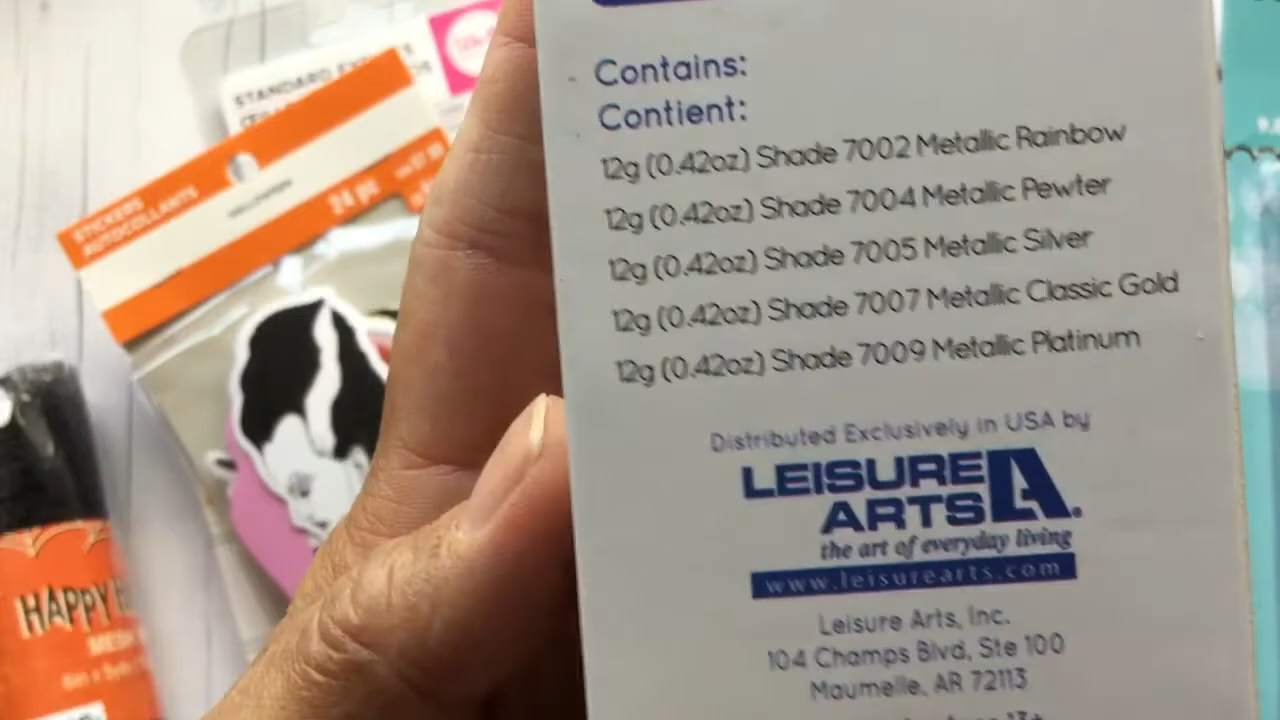 Contains:
Contient:
12g (0.42oz) Shade 7002 Metallic Rainbow
12g (0.42oz) Shade 7004 Metallic Pewter
12g (0.42oz) Shade 7005 Metallic Silver
12g (0.42oz) Shade 7007 Metallic Classic Gold
12g (0.42oz) Shade 7009 Metallic Platinum
Distributed Exclusively in USA by
LEISURE
ARTS
the art of everyday living
www.leisurearts.com
Leisure Arts, Inc.
104 Champs Blvd, Ste 100
Maumelle, AR 72113
STANDARD
STICKERS
AUTOCOLLANTS
24 pc
HAPPY